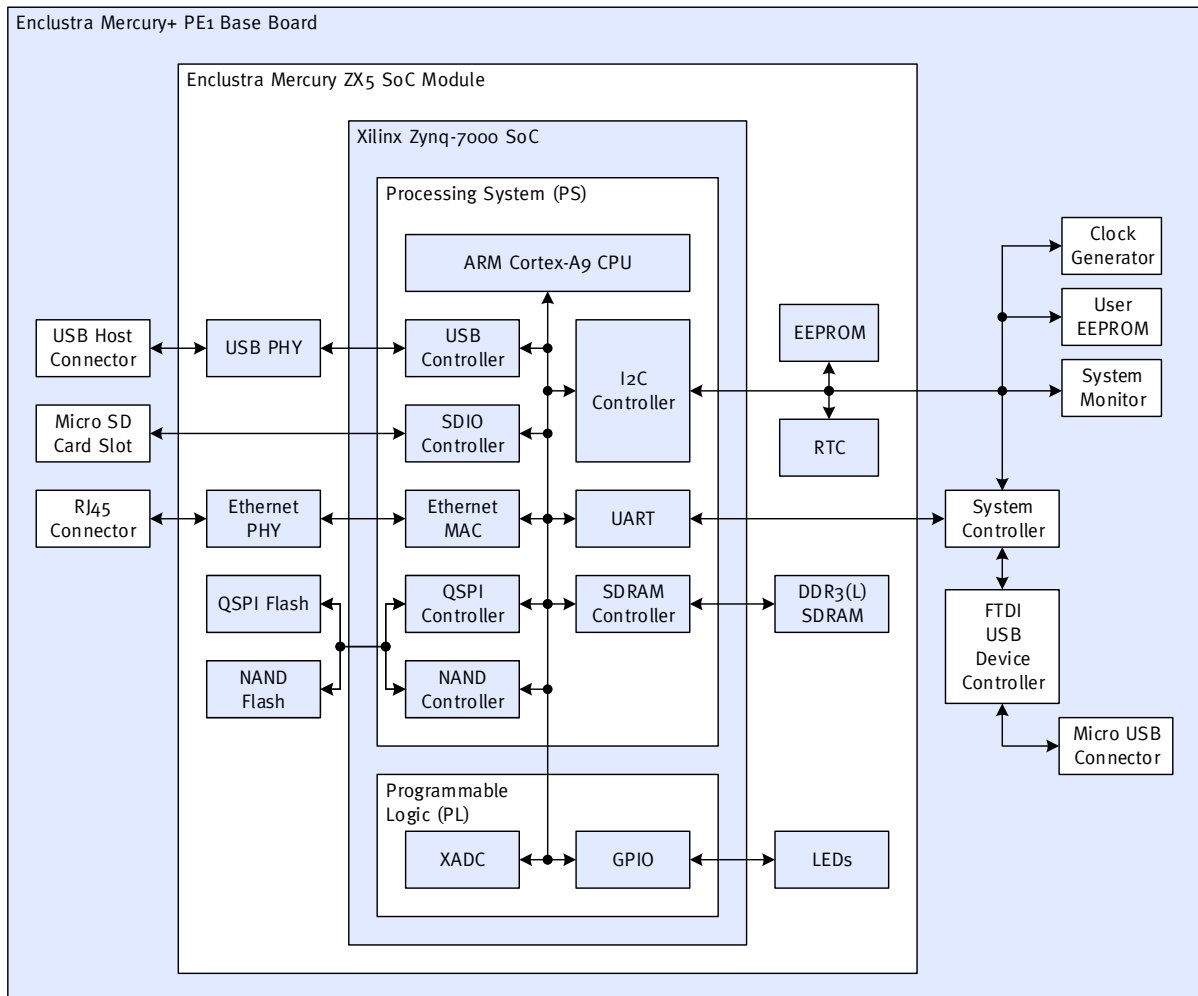 Enclustra Mercury+ PE1 Base Board
Enclustra Mercury ZX5 SoC Module
Xilinx Zynq-7000 SoC
Processing System (PS)
ARM Cortex-A9 CPU
USB Host
Connector
USB PHY
USB
Controller
I2C
Controller
EEPROM
Clock
Generator
User
EEPROM
System
Monitor
Micro SD
Card Slot
SDIO
Controller
RTC
RJ45
Connector
Ethernet
PHY
Ethernet
MAC
UART
System
Controller
QSPI Flash
QSPI
Controller
SDRAM
Controller
DDR3(L)
SDRAM
FTDI
USB
Device
Controller
NAND
Flash
NAND
Controller
Micro USB
Connector
Programmable
Logic (PL)
XADC
GPIO
LEDs